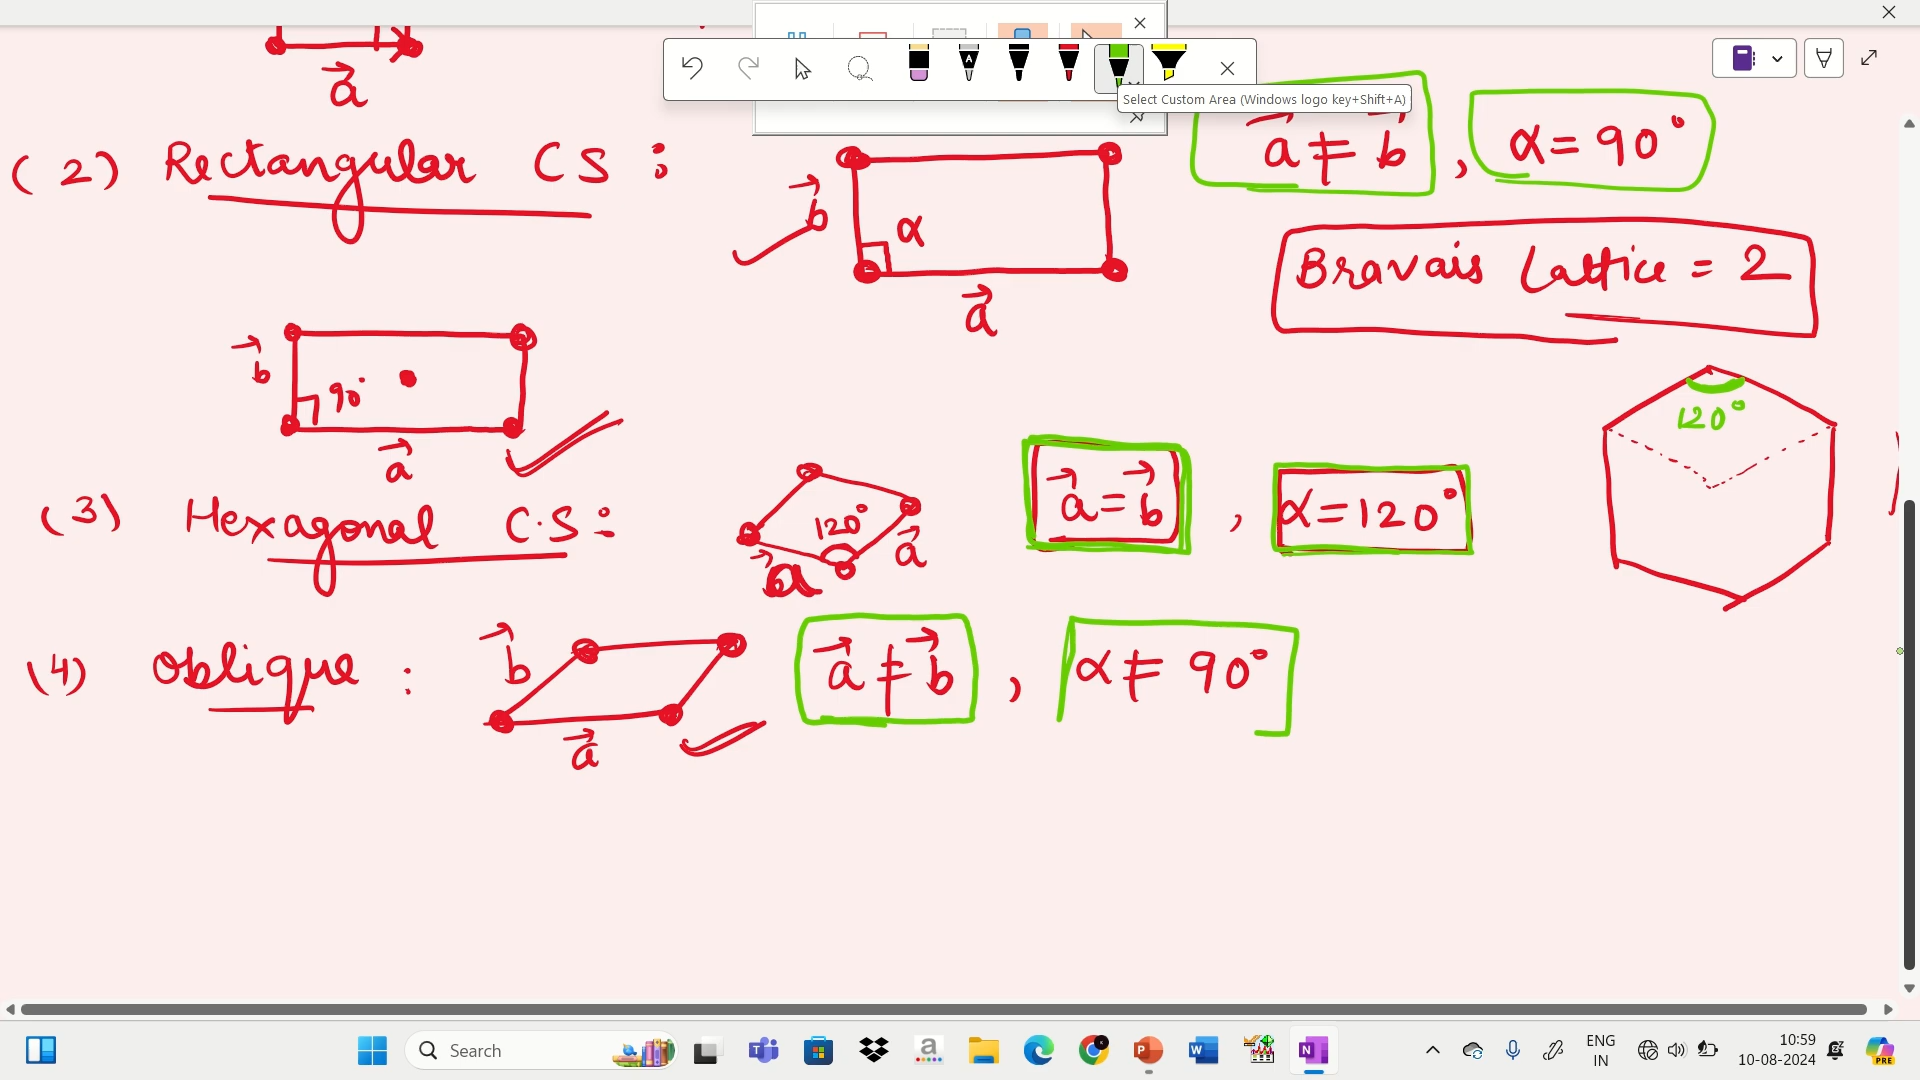 a⃗
Select Custom Area (Windows logo key+Shift+A)
(2) Rectangular CS :
b⃗
α
a⃗
a⃗ ≠ b⃗ , α = 90°
Bravais Lattice = 2
b⃗
90°
a⃗
120°
(3) Hexagonal C.S :
120°
a⃗
a⃗
a⃗ = b⃗ , α = 120°
(4) Oblique :
b⃗
a⃗
a⃗ ≠ b⃗ , α ≠ 90°
Search
ENG
IN
10:59
10-08-2024
PRE